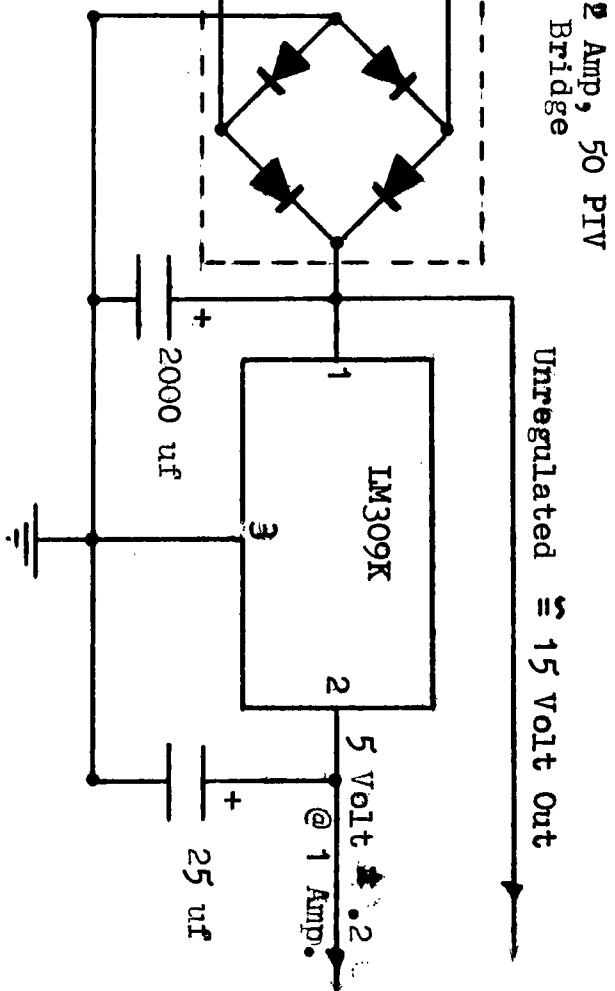 2 Amp, 50 PIV
Bridge
Unregulated ≅ 15 Volt Out
1
LM309K
3
2
+
2000 uf
5 Volt ± .2
@ 1 Amp.
+
25 uf